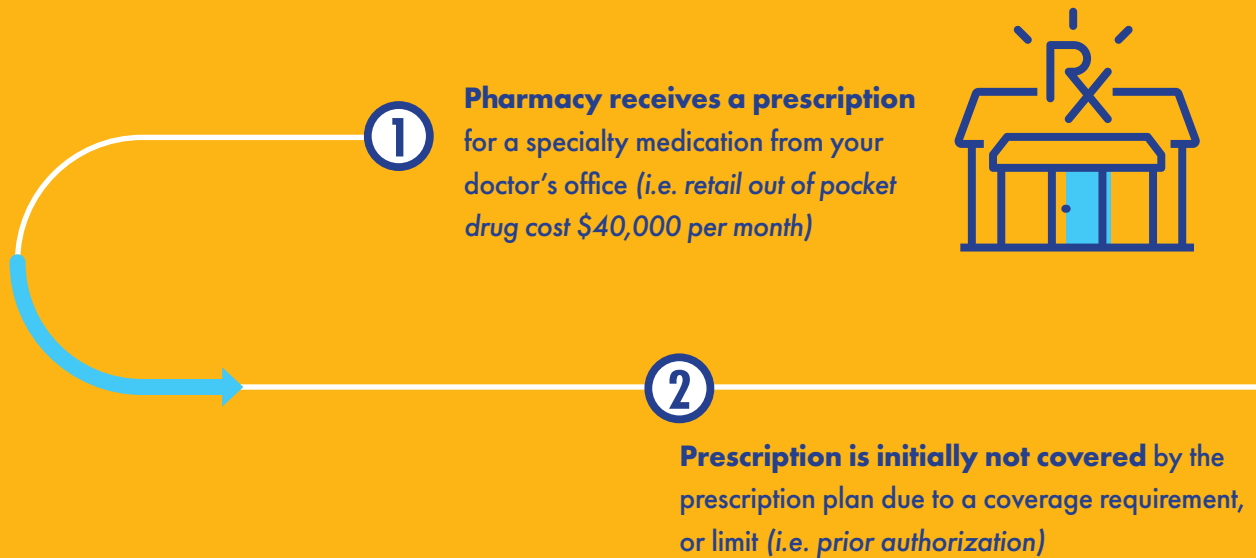 Rx
1
Pharmacy receives a prescription
for a specialty medication from your
doctor’s office (i.e. retail out of pocket
drug cost $40,000 per month)
2
Prescription is initially not covered by the
prescription plan due to a coverage requirement,
or limit (i.e. prior authorization)